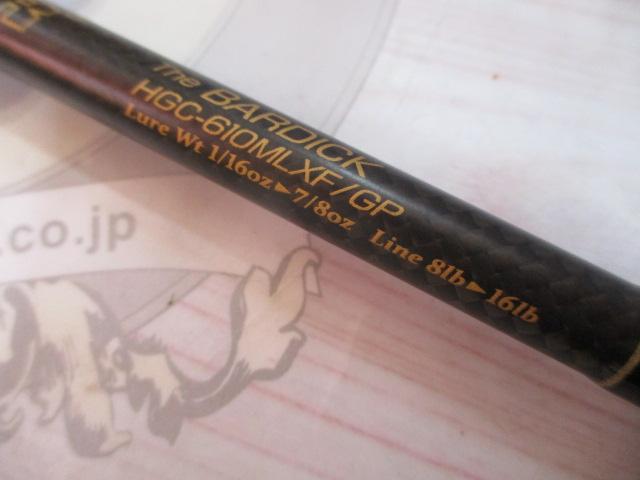 The BARDICK
HGC-610MLXF/GP
Lure Wt 1/16oz►7/8oz Line 8lb►16lb
.co.jp